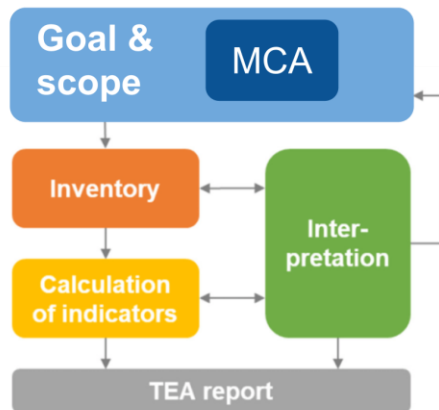 Goal &
scope
MCA
Inventory
Inter-
pretation
Calculation
of indicators
TEA report